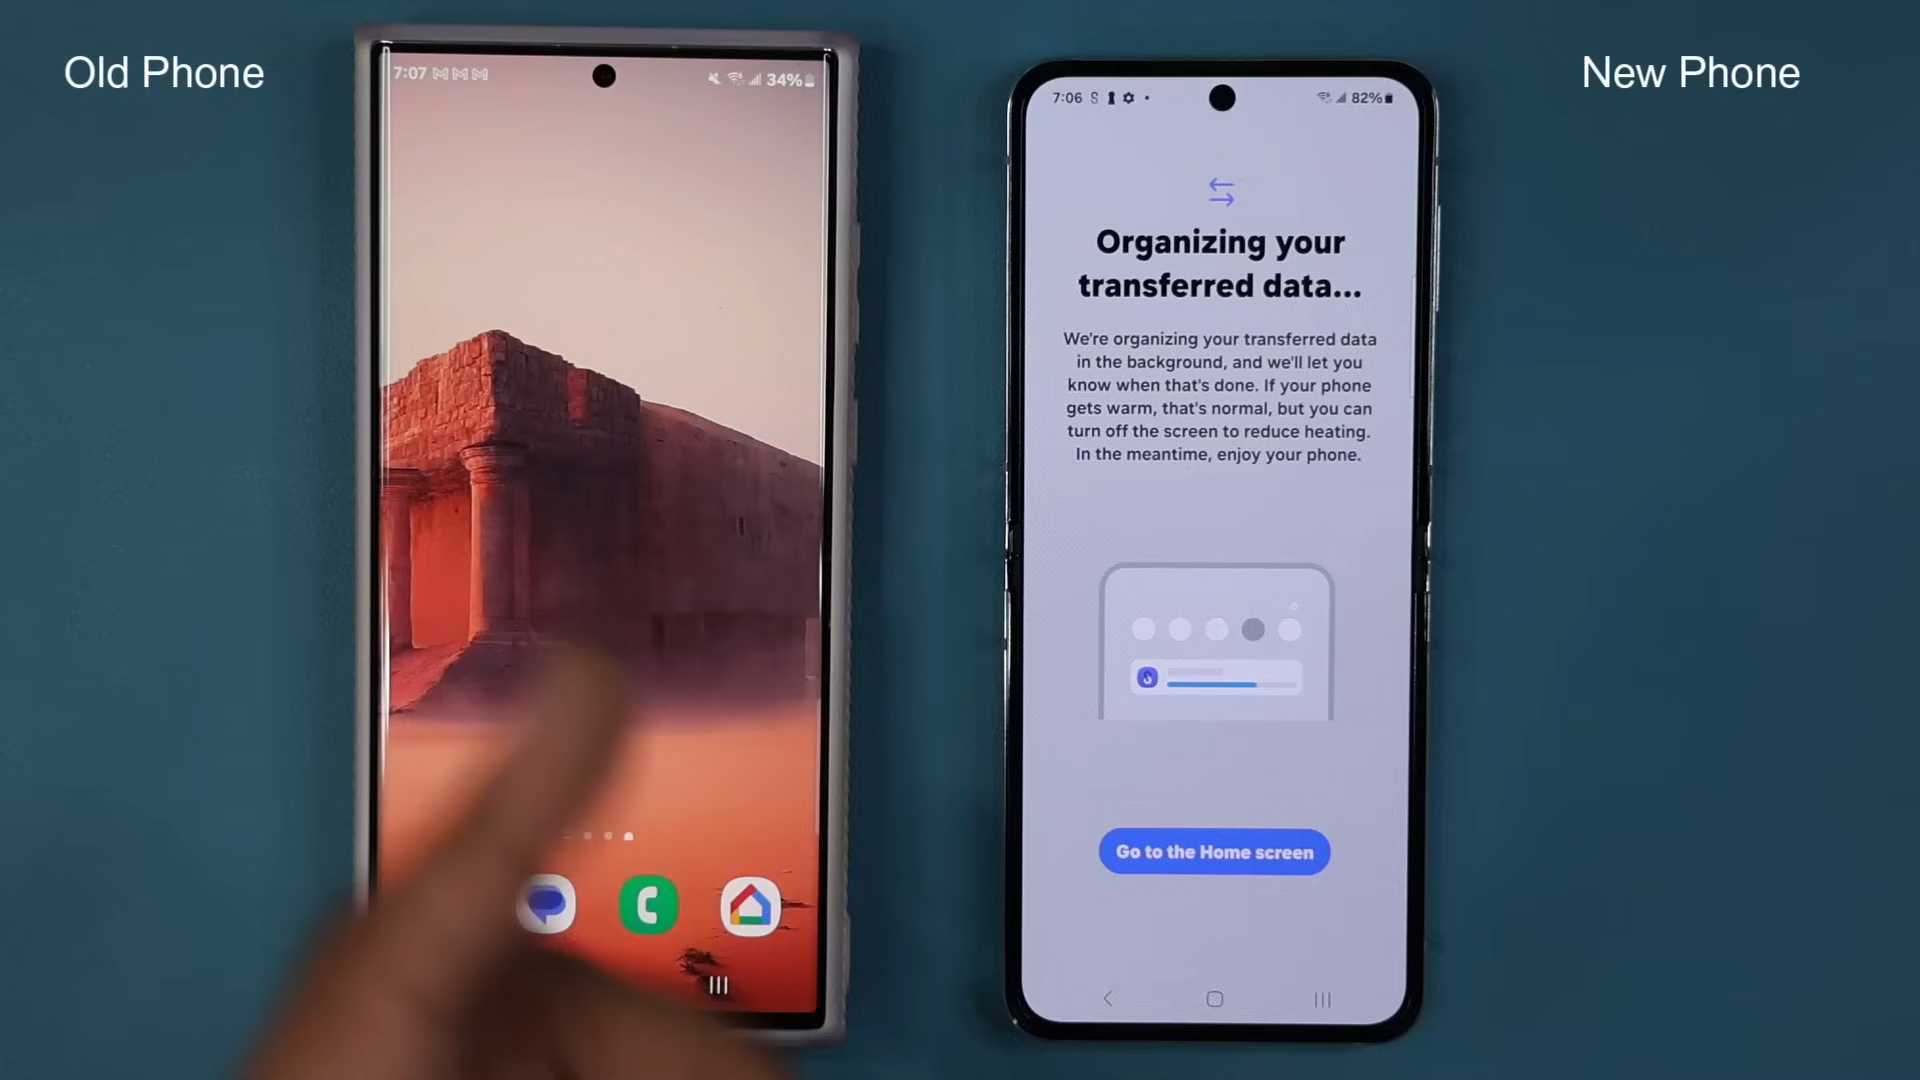 Old Phone
New Phone
7:07
34%
7:06
82%
Organizing your
transferred data...
We're organizing your transferred data
in the background, and we'll let you
know when that's done. If your phone
gets warm, that's normal, but you can
turn off the screen to reduce heating.
In the meantime, enjoy your phone.
Go to the Home screen